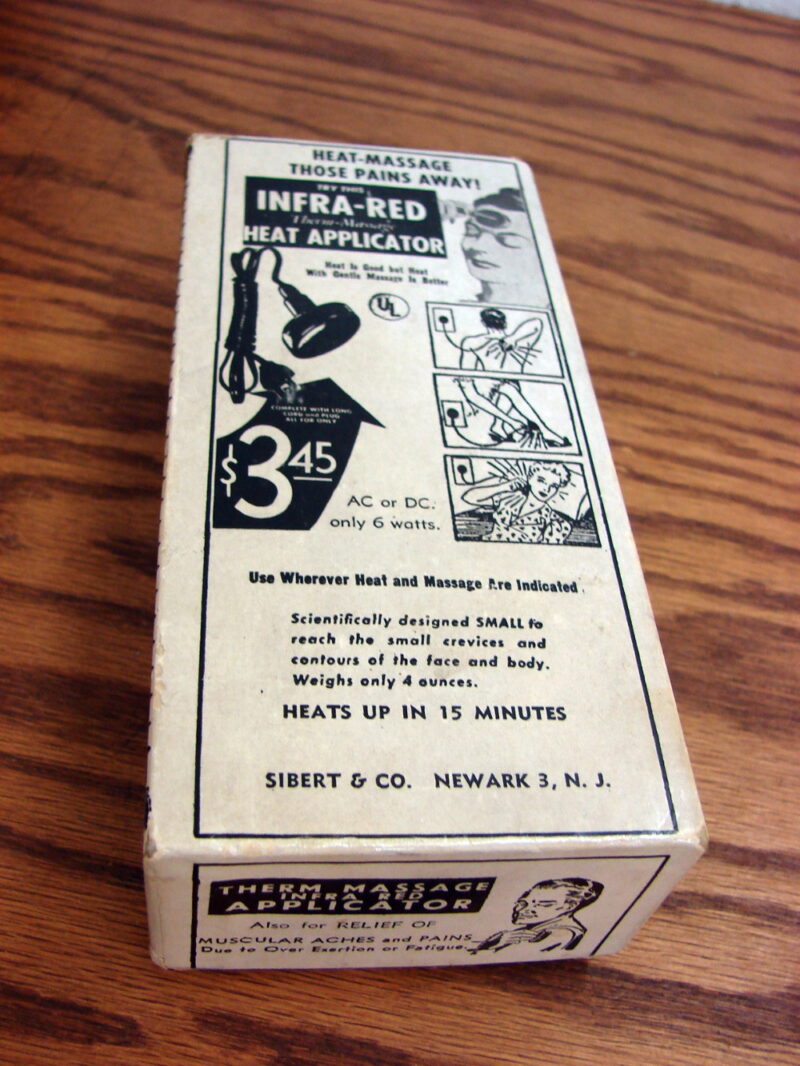 HEAT-MASSAGE
THOSE PAINS AWAY!
TRY THIS
INFRA-RED
Therm-Massage
HEAT APPLICATOR
Heat Is Good but Heat
With Gentle Massage Is Better
UL
COMPLETE WITH LONG
CORD and PLUG
ALL FOR ONLY
$3.45
AC or DC.
only 6 watts.
Use Wherever Heat and Massage Are Indicated
Scientifically designed SMALL to
reach the small crevices and
contours of the face and body.
Weighs only 4 ounces.
HEATS UP IN 15 MINUTES
SIBERT & CO. NEWARK 3, N. J.
THERM MASSAGE
INFRA RED
APPLICATOR
Also for RELIEF OF
MUSCULAR ACHES and PAINS
Due to Over Exertion or Fatigue.